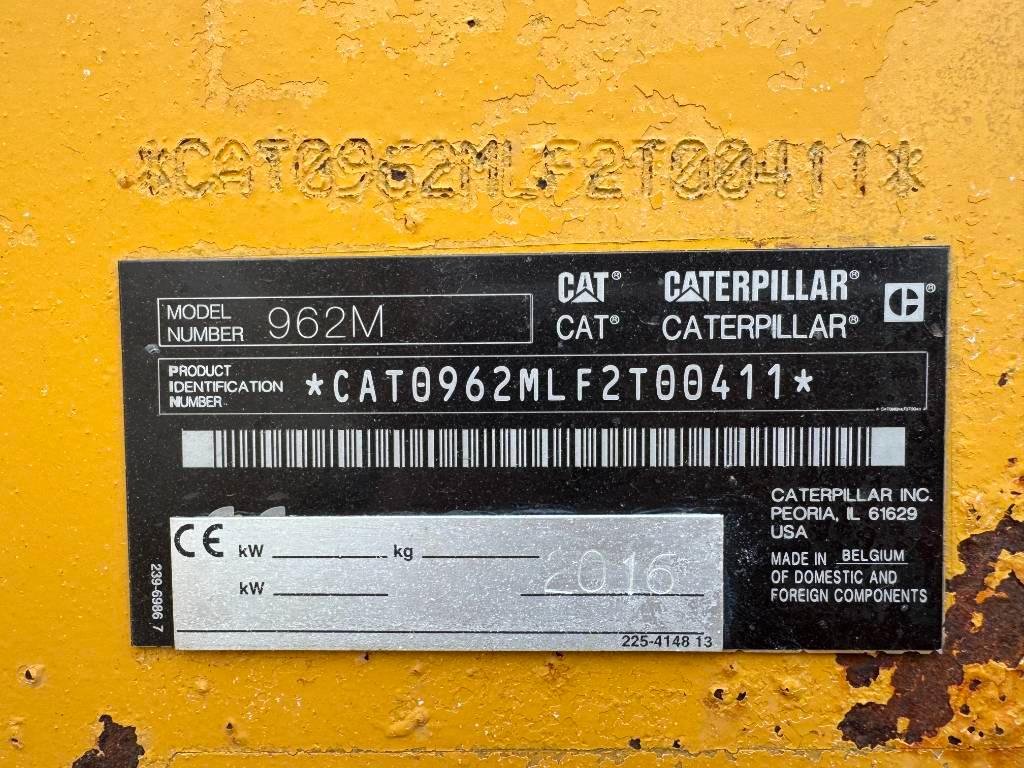 *CAT0962MLF2T00411*
MODEL
NUMBER 962M
CAT® CATERPILLAR®
CAT® CATERPILLAR®
PRODUCT
IDENTIFICATION
NUMBER *CAT0962MLF2T00411*
CATERPILLAR INC.
PEORIA, IL 61629
USA
MADE IN BELGIUM
OF DOMESTIC AND
FOREIGN COMPONENTS
CE kW kg
kW 2016
225-4148 13
239-6986 7